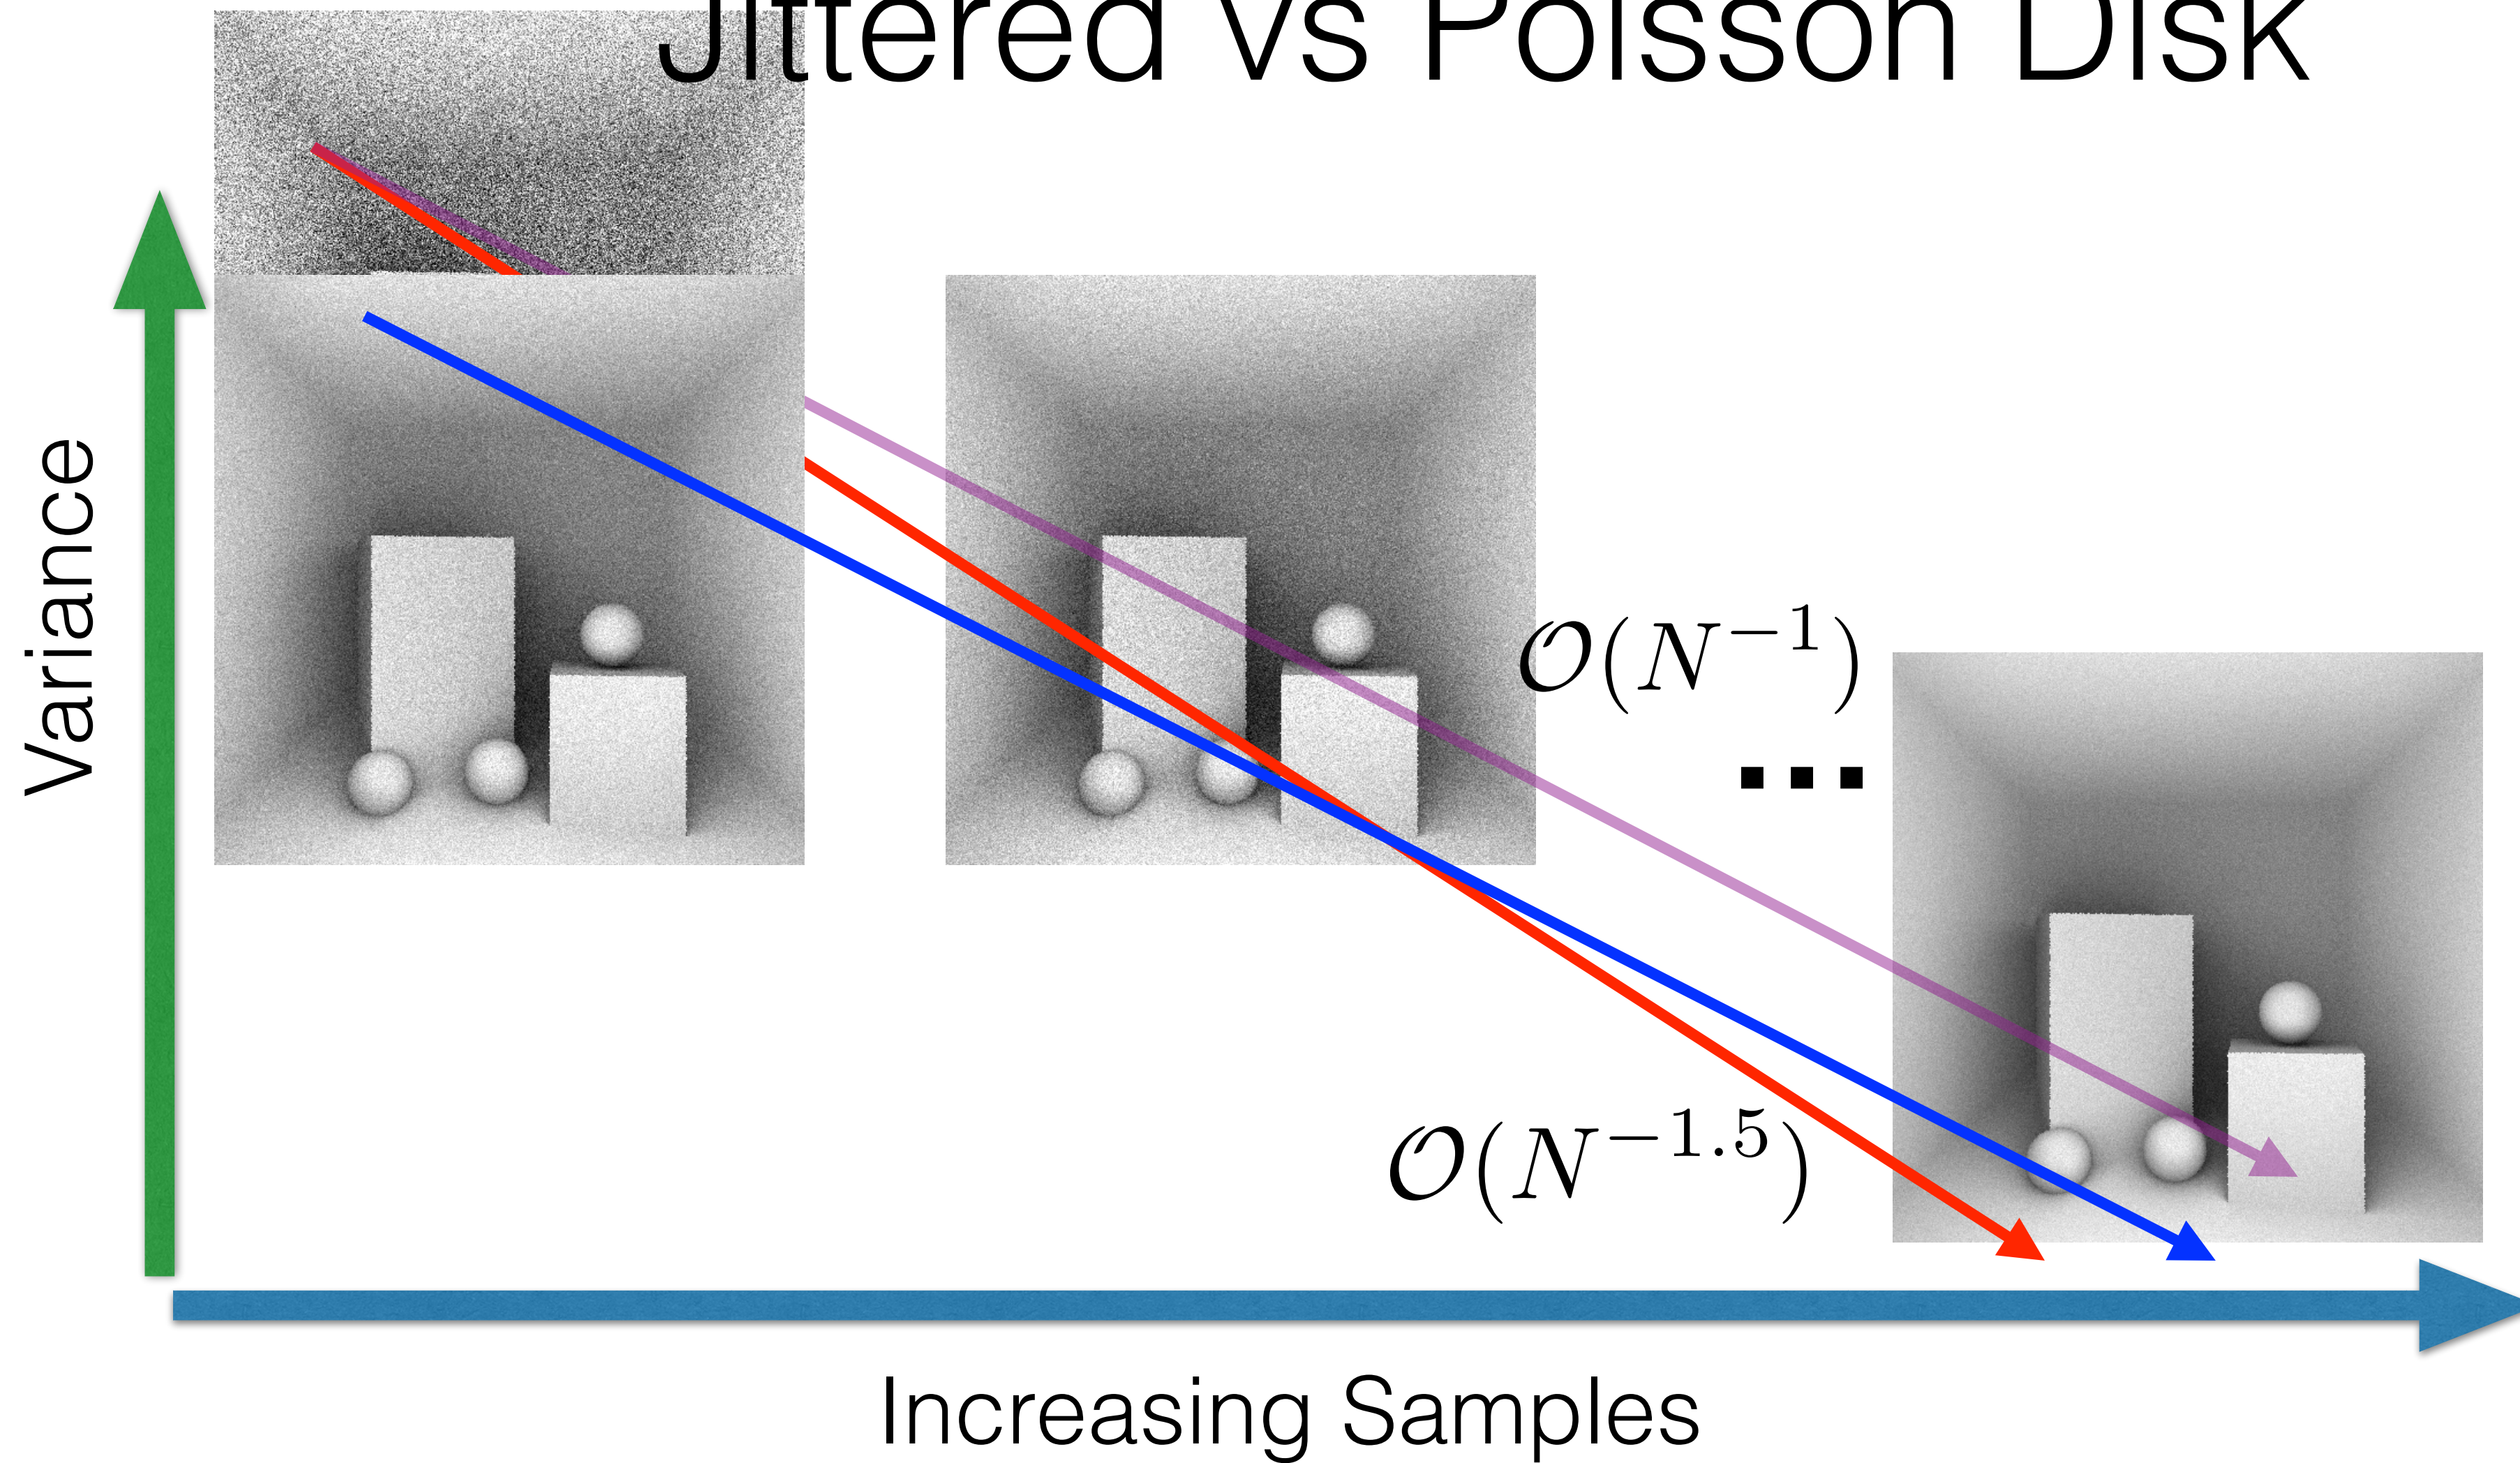 Jittered vs Poisson Disk
Variance
𝒪(N⁻¹)
...
𝒪(N⁻¹·⁵)
Increasing Samples